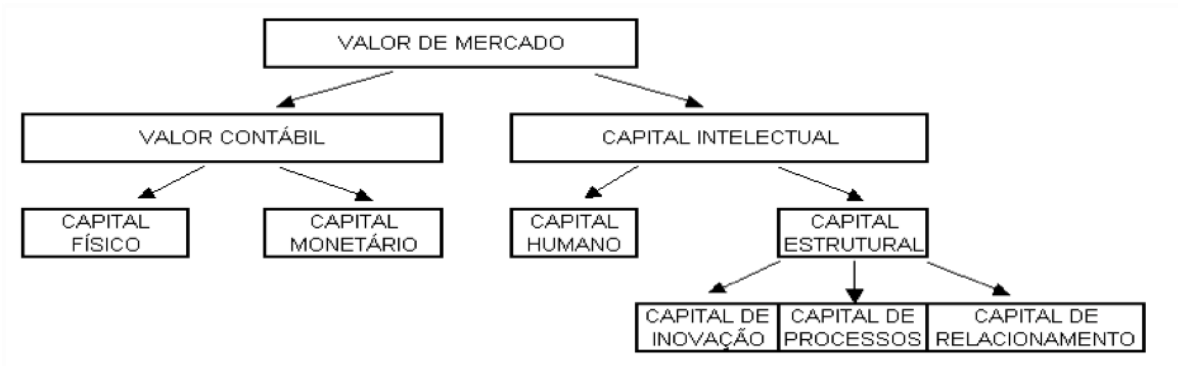 VALOR DE MERCADO
VALOR CONTÁBIL
CAPITAL INTELECTUAL
CAPITAL
FÍSICO
CAPITAL
MONETÁRIO
CAPITAL
HUMANO
CAPITAL
ESTRUTURAL
CAPITAL DE
INOVAÇÃO
CAPITAL DE
PROCESSOS
CAPITAL DE
RELACIONAMENTO